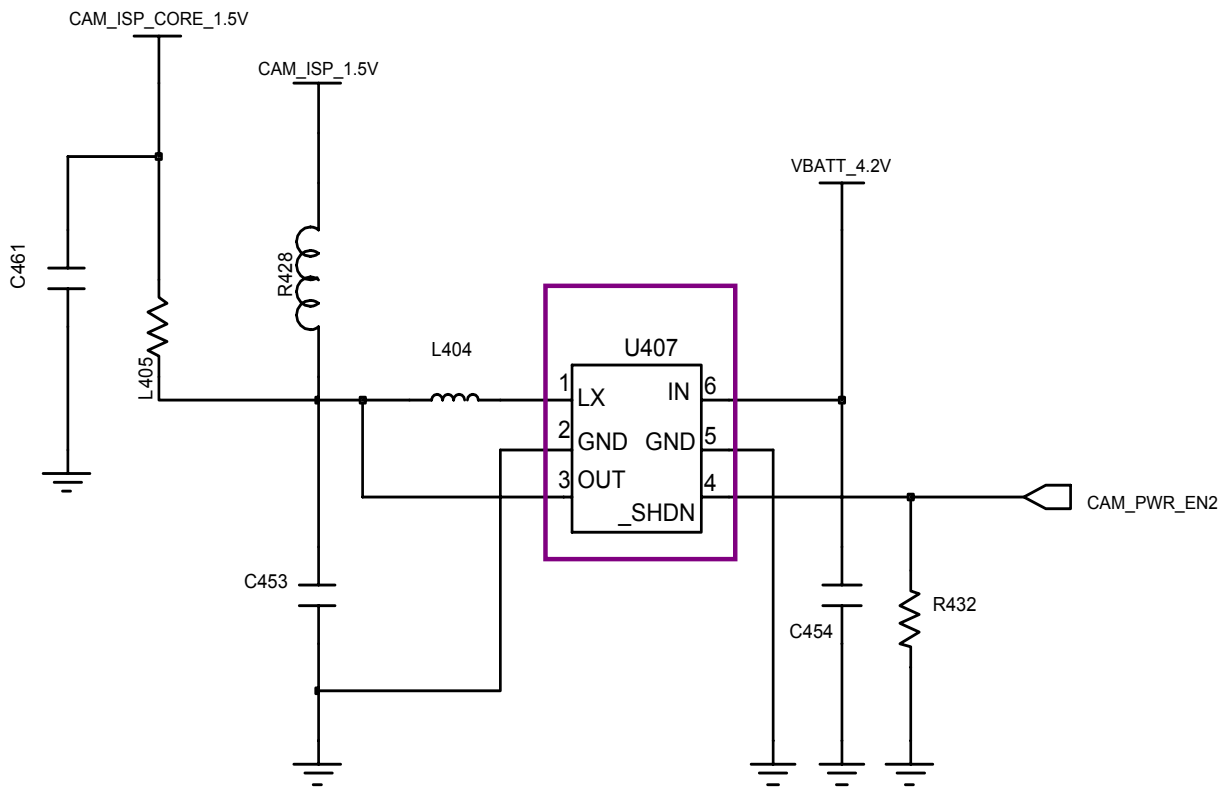 CAM_ISP_CORE_1.5V
CAM_ISP_1.5V
VBATT_4.2V
C461
R428
L405
L404
U407
1
LX
IN
6
2
GND
GND
5
3
OUT
_SHDN
4
CAM_PWR_EN2
C453
C454
R432